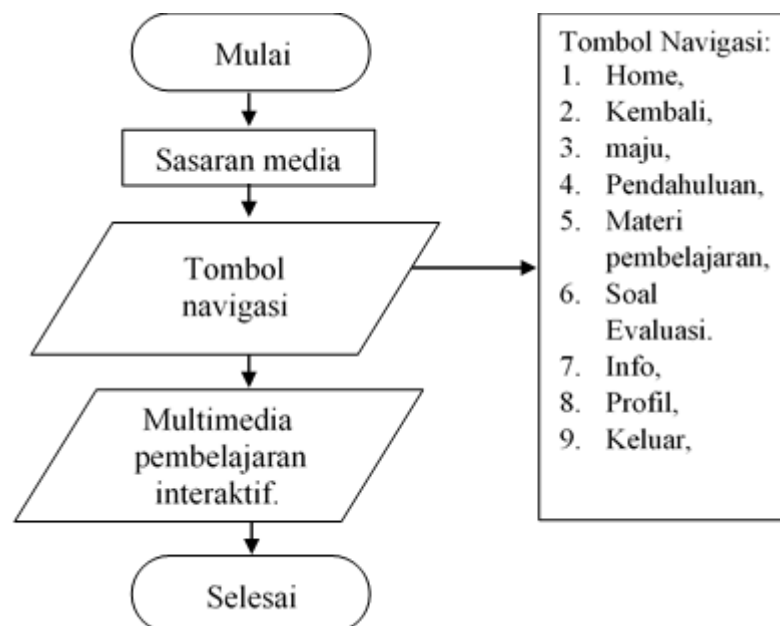 Mulai
Sasaran media
Tombol
navigasi
Multimedia
pembelajaran
interaktif.
Selesai
Tombol Navigasi:
1. Home,
2. Kembali,
3. maju,
4. Pendahuluan,
5. Materi
pembelajaran,
6. Soal
Evaluasi.
7. Info,
8. Profil,
9. Keluar,